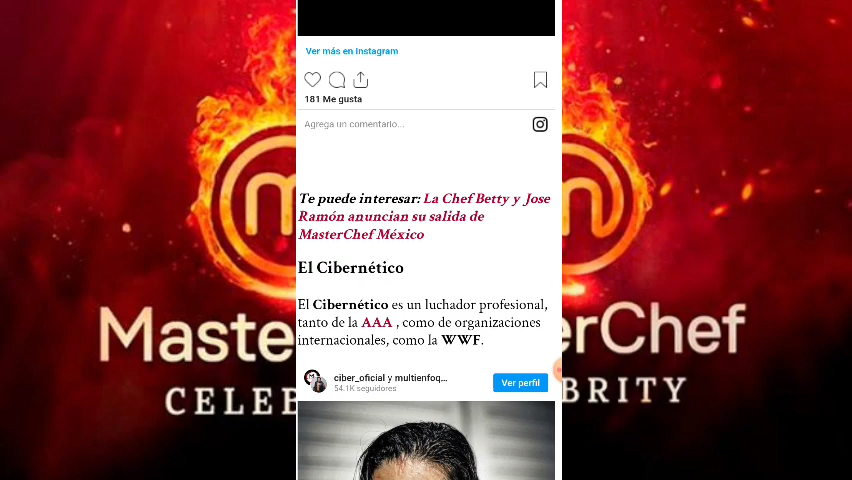 Ver más en Instagram
181 Me gusta
Agrega un comentario...
Te puede interesar: La Chef Betty y Jose
Ramón anuncian su salida de
MasterChef México
El Cibernético
El Cibernético es un luchador profesional,
tanto de la AAA , como de organizaciones
internacionales, como la WWF.
ciber_oficial y multienfoq...
54.1K seguidores
Ver perfil
Maste
CELEB
erChef
BRITY